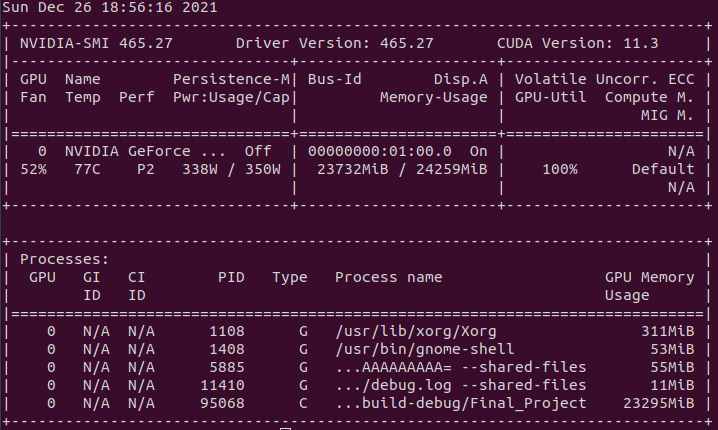 Sun Dec 26 18:56:16 2021
+-----------------------------------------------------------------------------+
| NVIDIA-SMI 465.27       Driver Version: 465.27       CUDA Version: 11.3     |
|-------------------------------+----------------------+----------------------+
| GPU  Name        Persistence-M| Bus-Id        Disp.A | Volatile Uncorr. ECC |
| Fan  Temp  Perf  Pwr:Usage/Cap|         Memory-Usage | GPU-Util  Compute M. |
|                               |                      |               MIG M. |
|===============================+======================+======================|
|   0  NVIDIA GeForce ...  Off  | 00000000:01:00.0  On |                  N/A |
| 52%   77C    P2   338W / 350W |  23732MiB / 24259MiB |    100%      Default |
|                               |                      |                  N/A |
+-------------------------------+----------------------+----------------------+

+-----------------------------------------------------------------------------+
| Processes:                                                                  |
|  GPU   GI   CI        PID   Type   Process name                  GPU Memory |
|        ID   ID                                                   Usage      |
|=============================================================================|
|    0   N/A  N/A      1108      G   /usr/lib/xorg/Xorg                311MiB |
|    0   N/A  N/A      1408      G   /usr/bin/gnome-shell               53MiB |
|    0   N/A  N/A      5885      G   ...AAAAAAAAA= --shared-files       55MiB |
|    0   N/A  N/A     11410      G   .../debug.log --shared-files       11MiB |
|    0   N/A  N/A     95068      C   ...build-debug/Final_Project    23295MiB |
+-----------------------------------------------------------------------------+